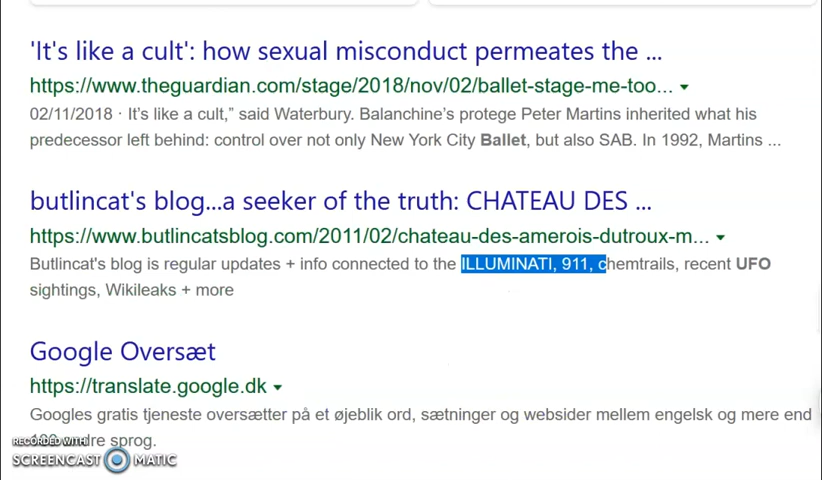 'It's like a cult': how sexual misconduct permeates the ...
https://www.theguardian.com/stage/2018/nov/02/ballet-stage-me-too...
02/11/2018 · It's like a cult,” said Waterbury. Balanchine's protege Peter Martins inherited what his
predecessor left behind: control over not only New York City Ballet, but also SAB. In 1992, Martins ...
butlincat's blog...a seeker of the truth: CHATEAU DES ...
https://www.butlincatsblog.com/2011/02/chateau-des-amerois-dutroux-m...
Butlincat's blog is regular updates + info connected to the ILLUMINATI, 911, chemtrails, recent UFO
sightings, Wikileaks + more
Google Oversæt
https://translate.google.dk
Googles gratis tjeneste oversætter på et øjeblik ord, sætninger og websider mellem engelsk og mere end
sprog.
RECORDED WITH
SCREENCAST MATIC